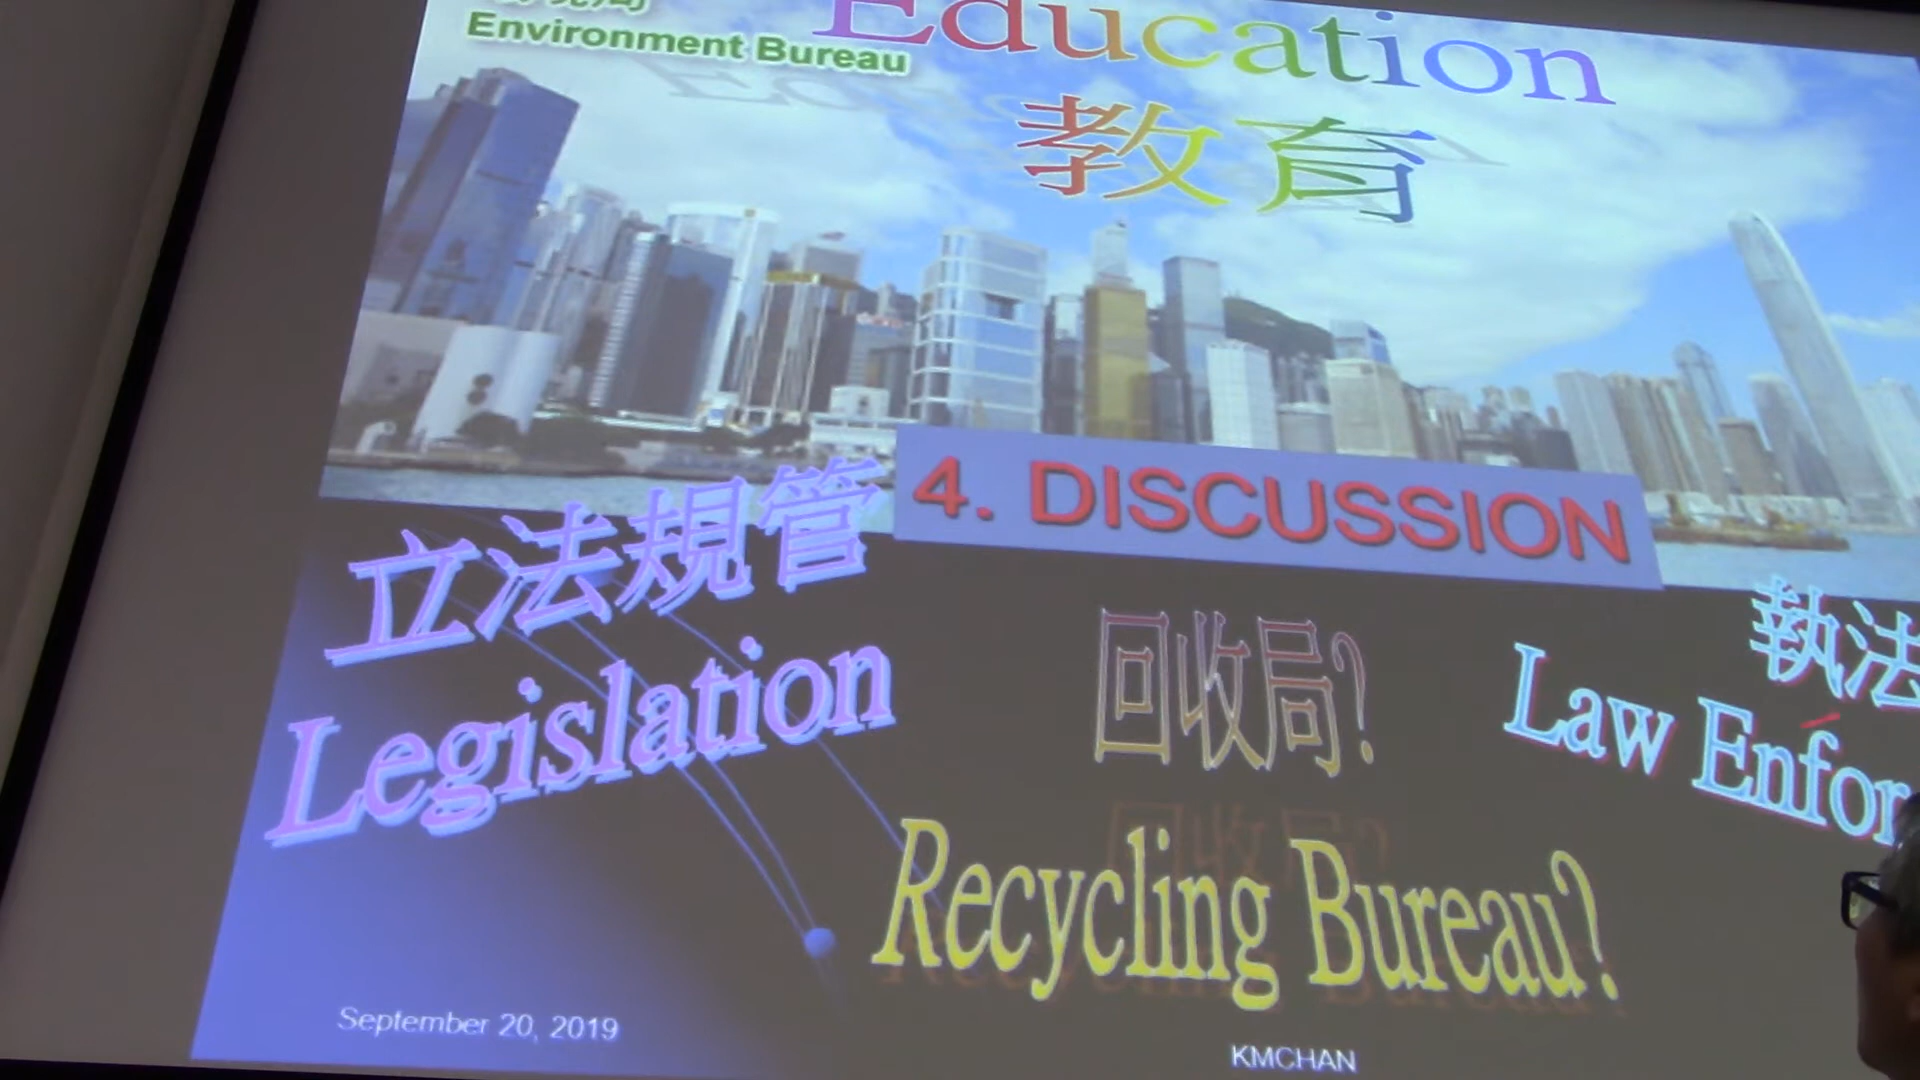 Environment Bureau
Education
教育
4. DISCUSSION
立法規管
Legislation
回收局?
執法
Law Enfor
Recycling Bureau?
September 20, 2019
KMCHAN